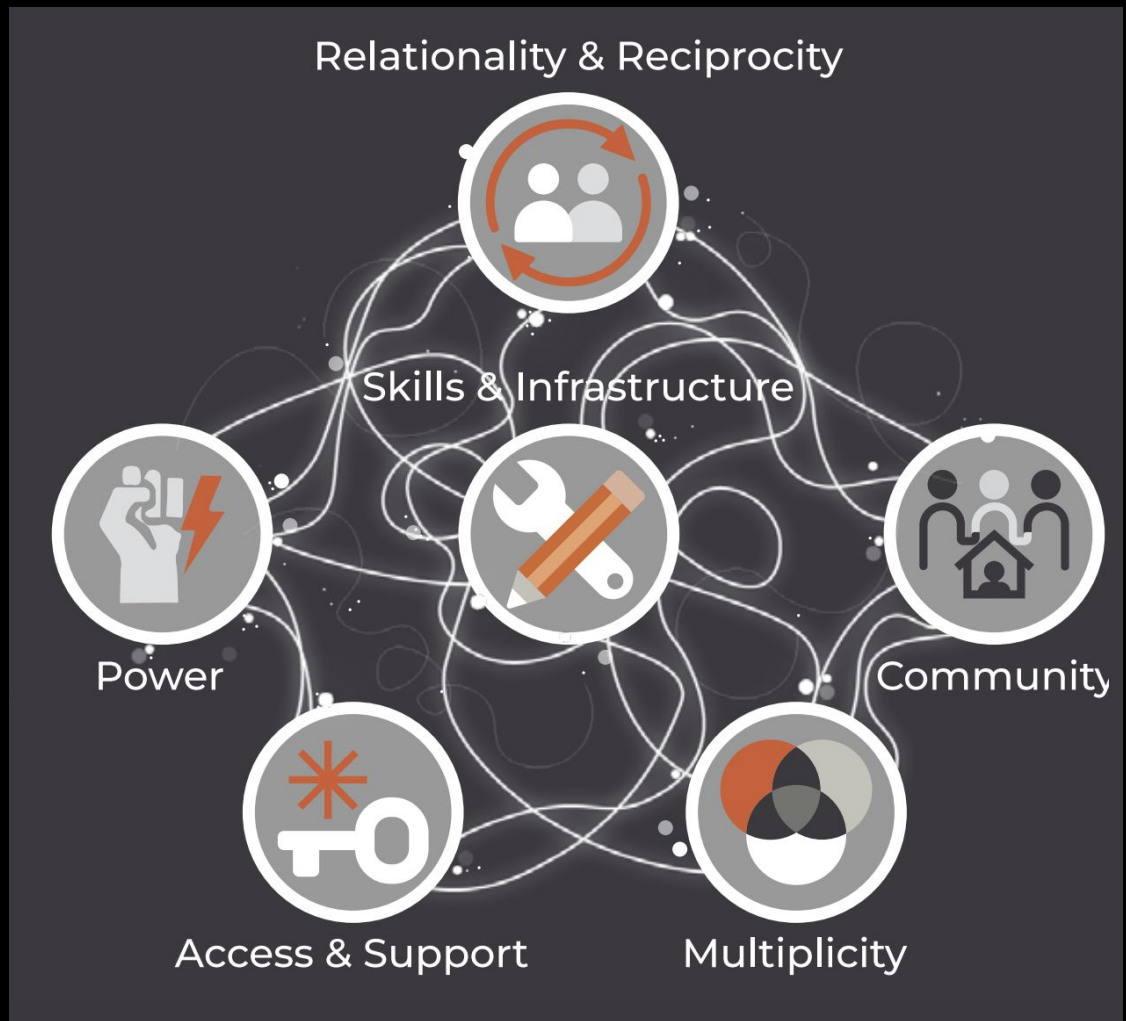 Relationality & Reciprocity
Skills & Infrastructure
Power
Community
Access & Support
Multiplicity